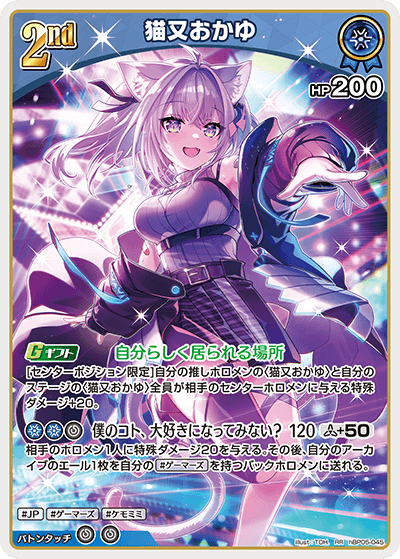 2nd
猫又おかゆ
HP200
Gギフト 自分らしく居られる場所
[センターポジション限定]自分の推しホロメンの〈猫又おかゆ〉と自分の
ステージの〈猫又おかゆ〉全員が相手のセンターホロメンに与える特殊
ダメージ+20。
僕のコト、大好きになってみない? 120 +50
相手のホロメン1人に特殊ダメージ20を与える。その後、自分のアー
カイブのエール1枚を自分の #ゲーマーズ を持つバックホロメンに送れる。
#JP #ゲーマーズ #ケモミミ
バトンタッチ
illust. TDH. RR hBP05-045